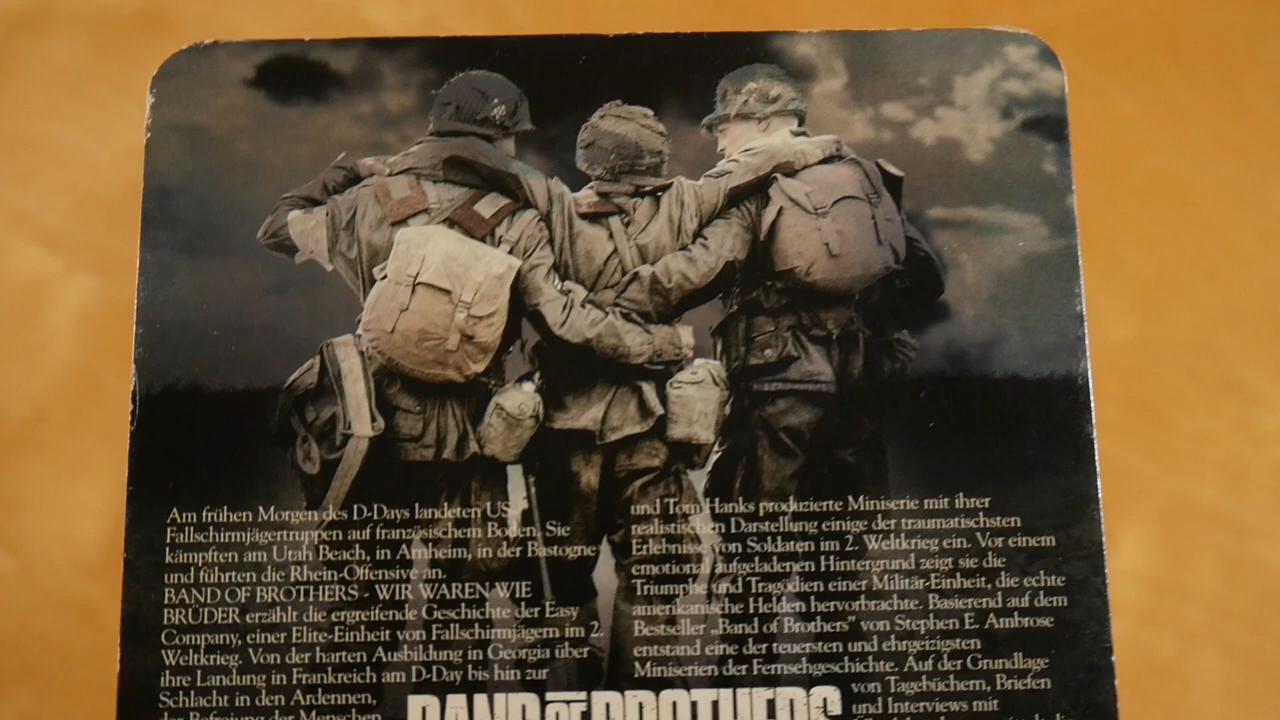 Am frühen Morgen des D-Days landeten US-
Fallschirmjägertruppen auf französischem Boden. Sie
kämpften am Utah Beach, in Arnheim, in der Bastogne
und führten die Rhein-Offensive an.
BAND OF BROTHERS - WIR WAREN WIE
BRÜDER erzählt die ergreifende Geschichte der Easy
Company, einer Elite-Einheit von Fallschirmjägern im 2.
Weltkrieg. Von der harten Ausbildung in Georgia über
ihre Landung in Frankreich am D-Day bis hin zur
Schlacht in den Ardennen,
der Befreiung der Menschen
und Tom Hanks produzierte Miniserie mit ihrer
realistischen Darstellung einige der traumatischsten
Erlebnisse von Soldaten im 2. Weltkrieg ein. Vor einem
emotional aufgeladenen Hintergrund zeigt sie die
Triumphe und Tragödien einer Militär-Einheit, die echte
amerikanische Helden hervorbrachte. Basierend auf dem
Bestseller „Band of Brothers" von Stephen E. Ambrose
entstand eine der teuersten und ehrgeizigsten
Miniserien der Fernsehgeschichte. Auf der Grundlage
von Tagebüchern, Briefen
und Interviews mit
BAND OF BROTHERS